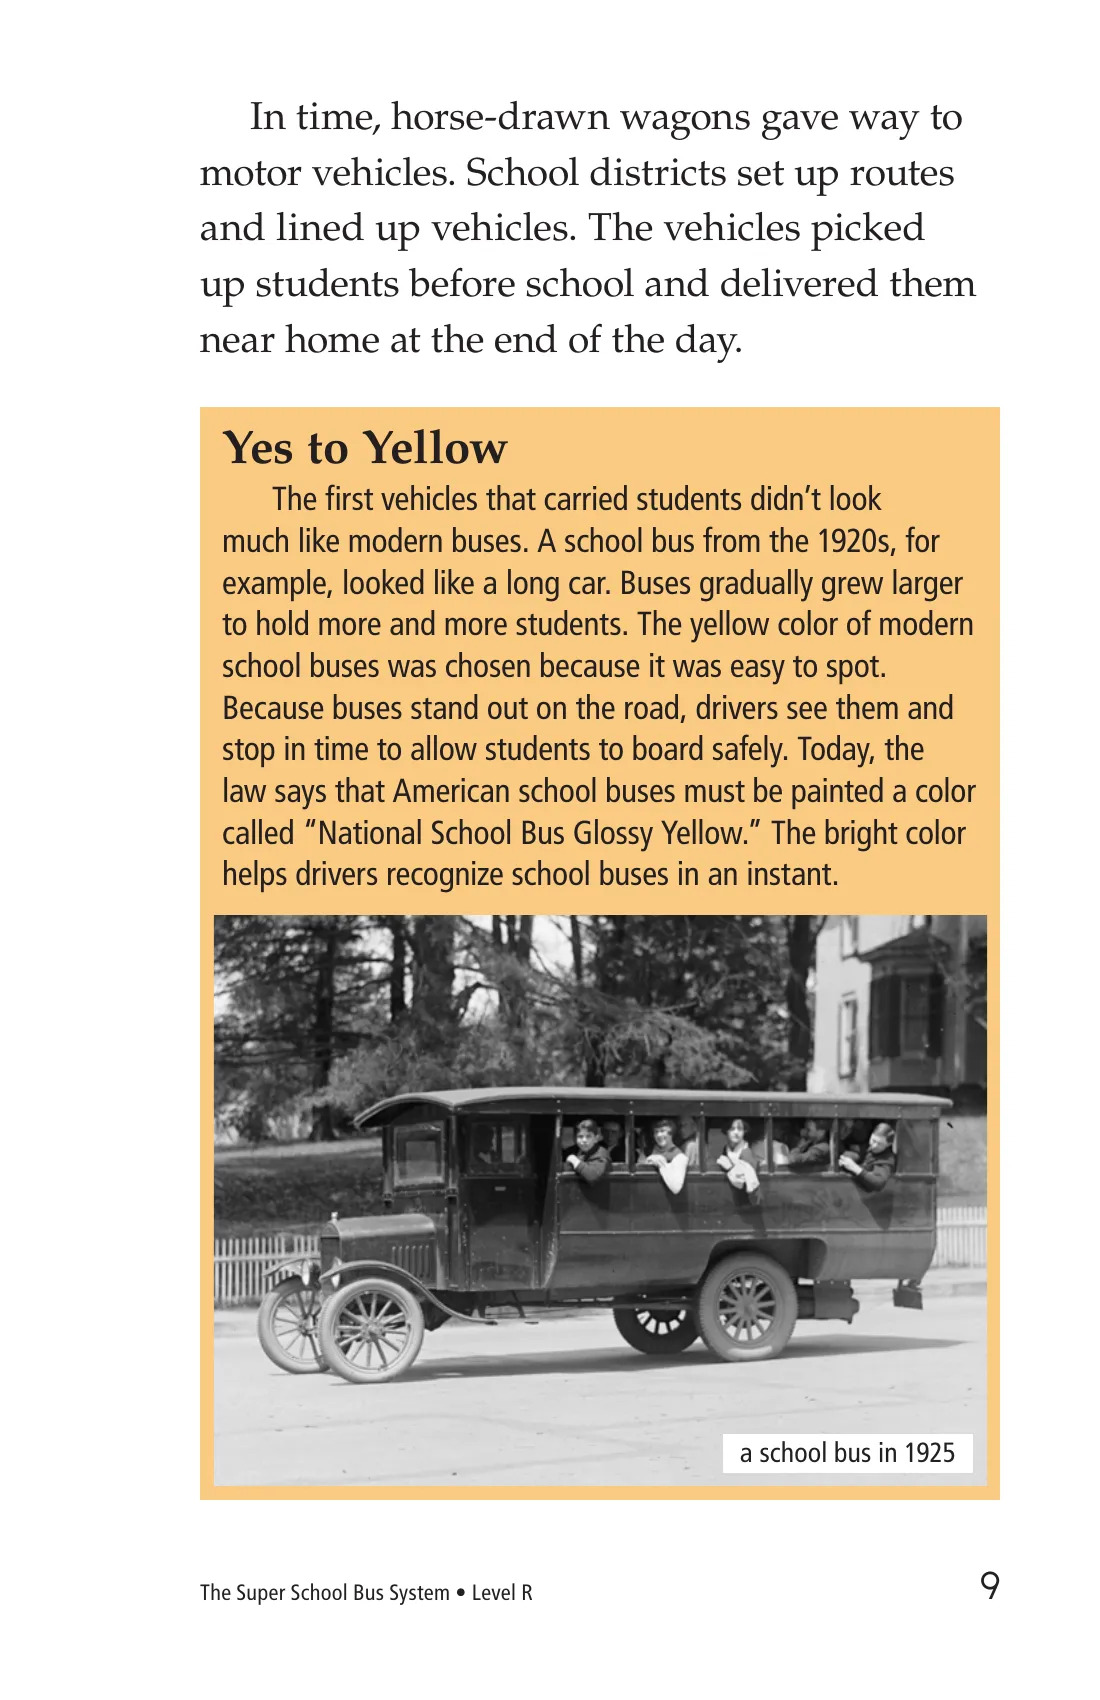 In time, horse-drawn wagons gave way to
motor vehicles. School districts set up routes
and lined up vehicles. The vehicles picked
up students before school and delivered them
near home at the end of the day.
Yes to Yellow
The first vehicles that carried students didn’t look
much like modern buses. A school bus from the 1920s, for
example, looked like a long car. Buses gradually grew larger
to hold more and more students. The yellow color of modern
school buses was chosen because it was easy to spot.
Because buses stand out on the road, drivers see them and
stop in time to allow students to board safely. Today, the
law says that American school buses must be painted a color
called “National School Bus Glossy Yellow.” The bright color
helps drivers recognize school buses in an instant.
a school bus in 1925
The Super School Bus System • Level R
9